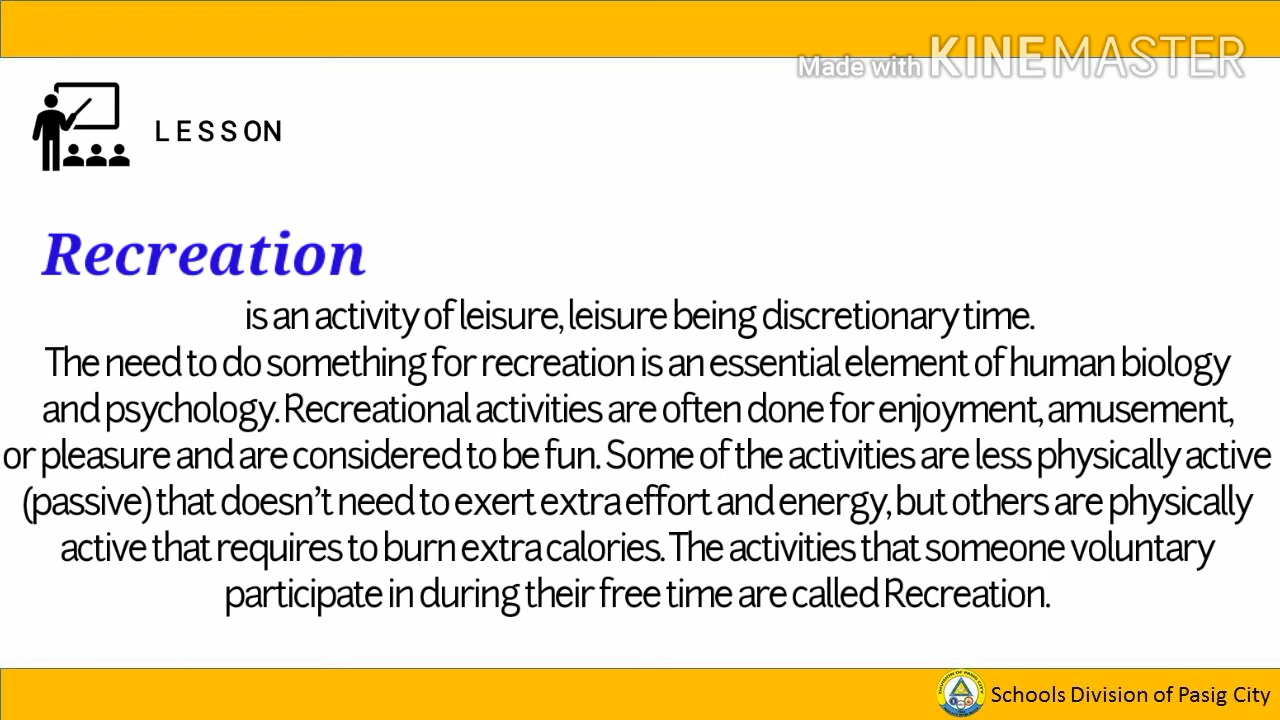 Made with KINEMASTER
LESSON
Recreation
is an activity of leisure, leisure being discretionary time.
The need to do something for recreation is an essential element of human biology
and psychology. Recreational activities are often done for enjoyment, amusement,
or pleasure and are considered to be fun. Some of the activities are less physically active
(passive) that doesn't need to exert extra effort and energy, but others are physically
active that requires to burn extra calories. The activities that someone voluntary
participate in during their free time are called Recreation.
Schools Division of Pasig City